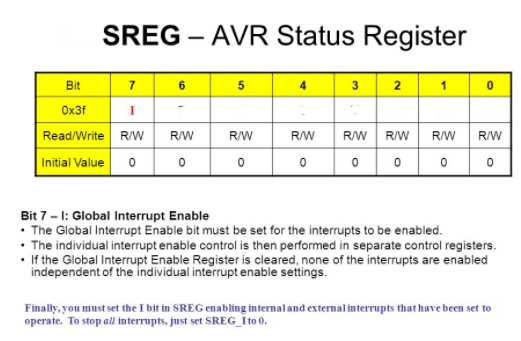 SREG – AVR Status Register
Bit 7 6 5 4 3 2 1 0
0x3f I
Read/Write R/W R/W R/W R/W R/W R/W R/W R/W
Initial Value 0 0 0 0 0 0 0 0
Bit 7 – I: Global Interrupt Enable
• The Global Interrupt Enable bit must be set for the interrupts to be enabled.
• The individual interrupt enable control is then performed in separate control registers.
• If the Global Interrupt Enable Register is cleared, none of the interrupts are enabled
independent of the individual interrupt enable settings.
Finally, you must set the I bit in SREG enabling internal and external interrupts that have been set to
operate. To stop all interrupts, just set SREG_I to 0.